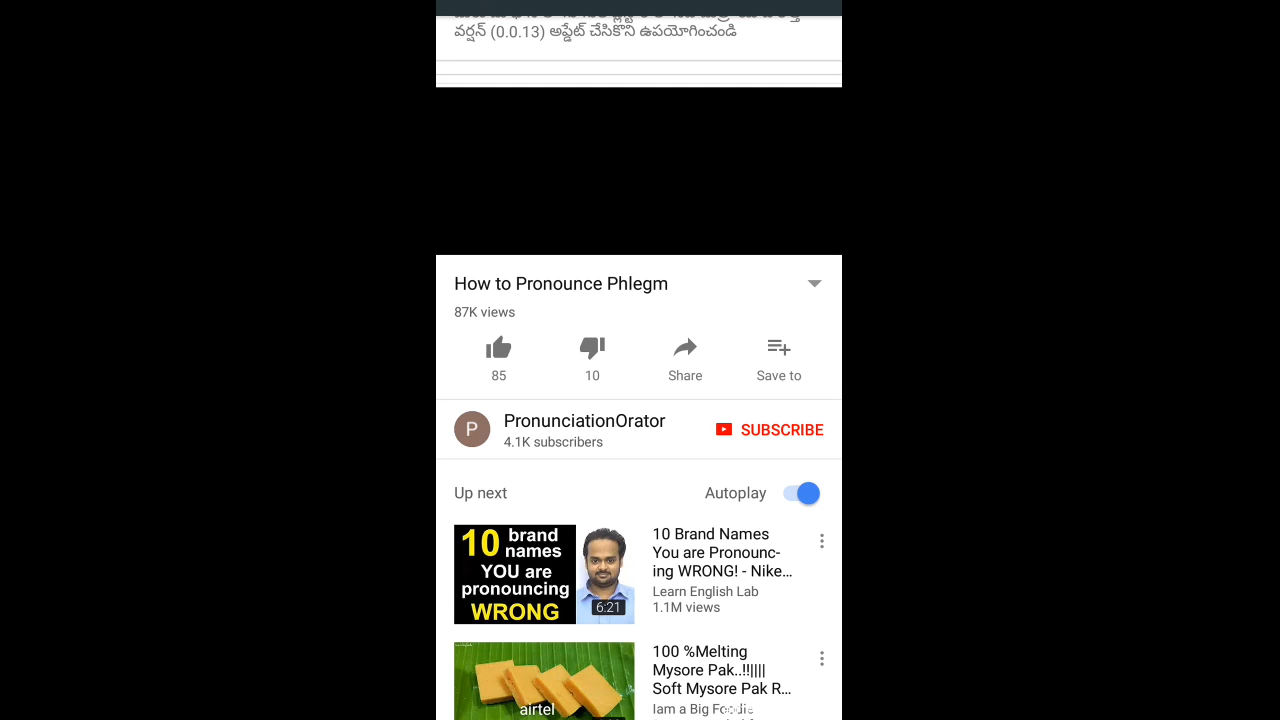 వర్షన్ (0.0.13) అప్డేట్ చేసికొని ఉపయోగించండి
How to Pronounce Phlegm
87K views
85
10
Share
Save to
P
PronunciationOrator
4.1K subscribers
SUBSCRIBE
Up next
Autoplay
10 brand
names
YOU are
pronouncing
WRONG
6:21
10 Brand Names
You are Pronounc-
ing WRONG! - Nike...
Learn English Lab
1.1M views
100 %Melting
Mysore Pak..!!||||
Soft Mysore Pak R...
Iam a Big Foodie
airtel